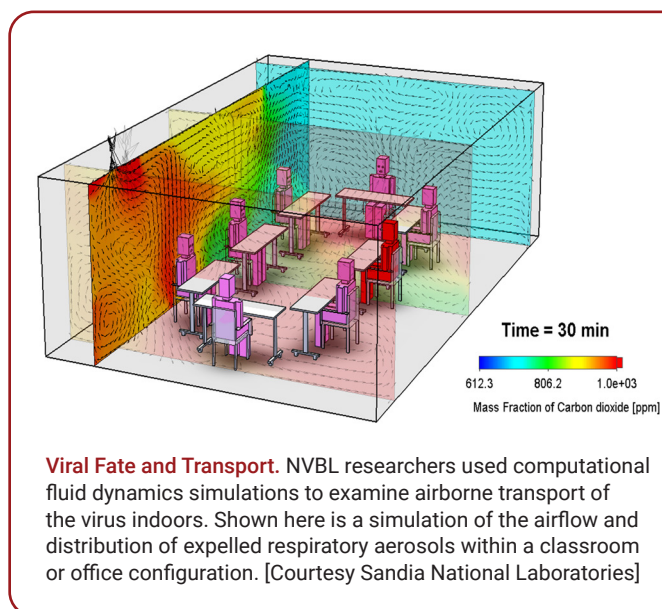 Time = 30 min
612.3 806.2 1.0e+03
Mass Fraction of Carbon dioxide [ppm]
Viral Fate and Transport. NVBL researchers used computational
fluid dynamics simulations to examine airborne transport of
the virus indoors. Shown here is a simulation of the airflow and
distribution of expelled respiratory aerosols within a classroom
or office configuration. [Courtesy Sandia National Laboratories]